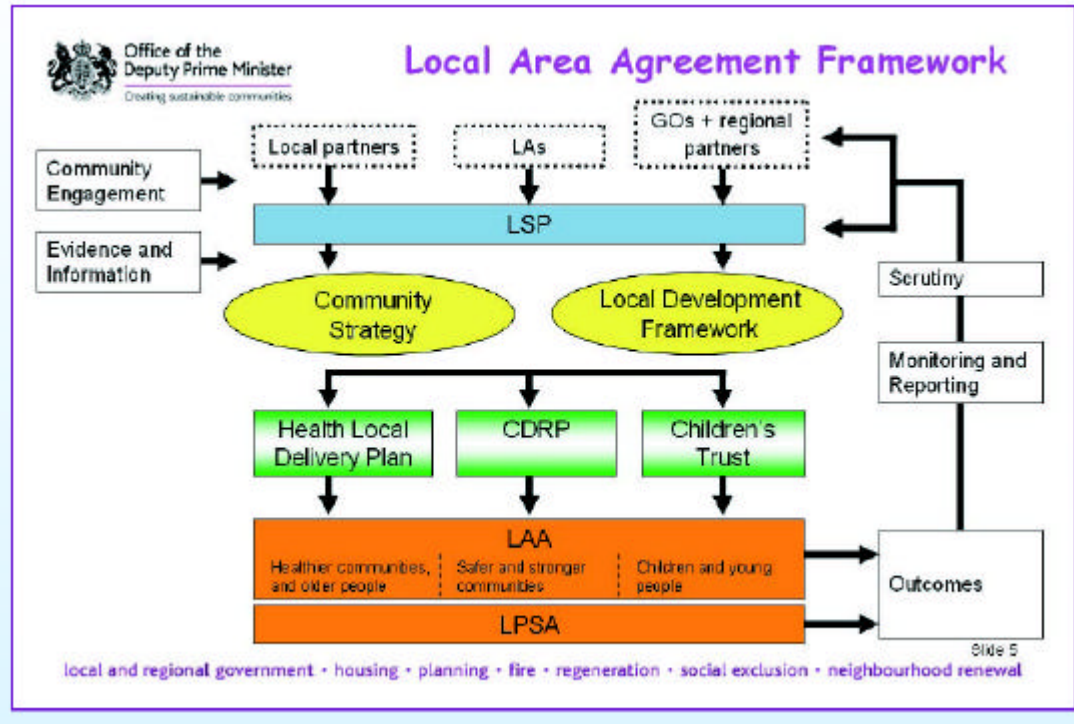 Office of the
Deputy Prime Minister
Creating sustainable communities
Local Area Agreement Framework
Community
Engagement
Evidence and
Information
Local partners
LAs
GOs + regional
partners
LSP
Community
Strategy
Local Development
Framework
Scrutiny
Monitoring and
Reporting
Health Local
Delivery Plan
CDRP
Children's
Trust
LAA
Healthier communities,
and older people
Safer and stronger
communities
Children and young
people
LPSA
Outcomes
Slide 5
local and regional government • housing • planning • fire • regeneration • social exclusion • neighbourhood renewal